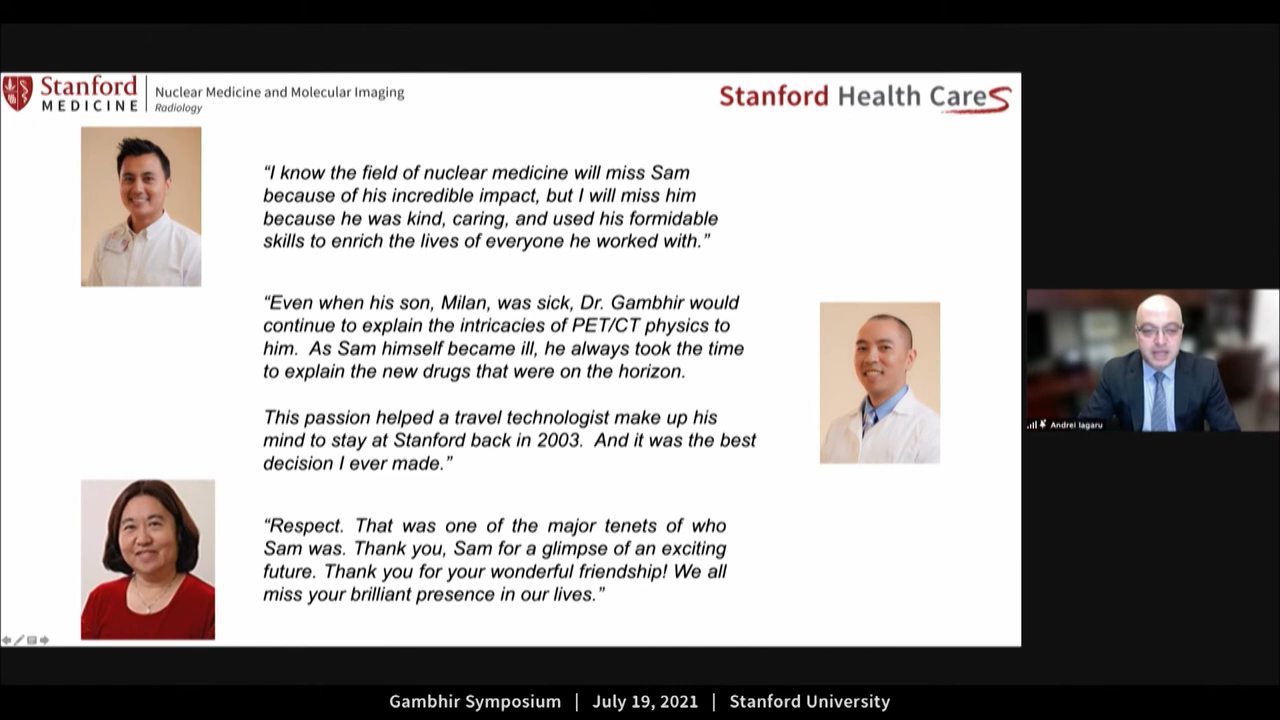 Stanford
MEDICINE
Nuclear Medicine and Molecular Imaging
Radiology
Stanford Health CareS
“I know the field of nuclear medicine will miss Sam
because of his incredible impact, but I will miss him
because he was kind, caring, and used his formidable
skills to enrich the lives of everyone he worked with.”
“Even when his son, Milan, was sick, Dr. Gambhir would
continue to explain the intricacies of PET/CT physics to
him. As Sam himself became ill, he always took the time
to explain the new drugs that were on the horizon.
This passion helped a travel technologist make up his
mind to stay at Stanford back in 2003. And it was the best
decision I ever made.”
“Respect. That was one of the major tenets of who
Sam was. Thank you, Sam for a glimpse of an exciting
future. Thank you for your wonderful friendship! We all
miss your brilliant presence in our lives.”
Andrei Iagaru
Gambhir Symposium | July 19, 2021 | Stanford University